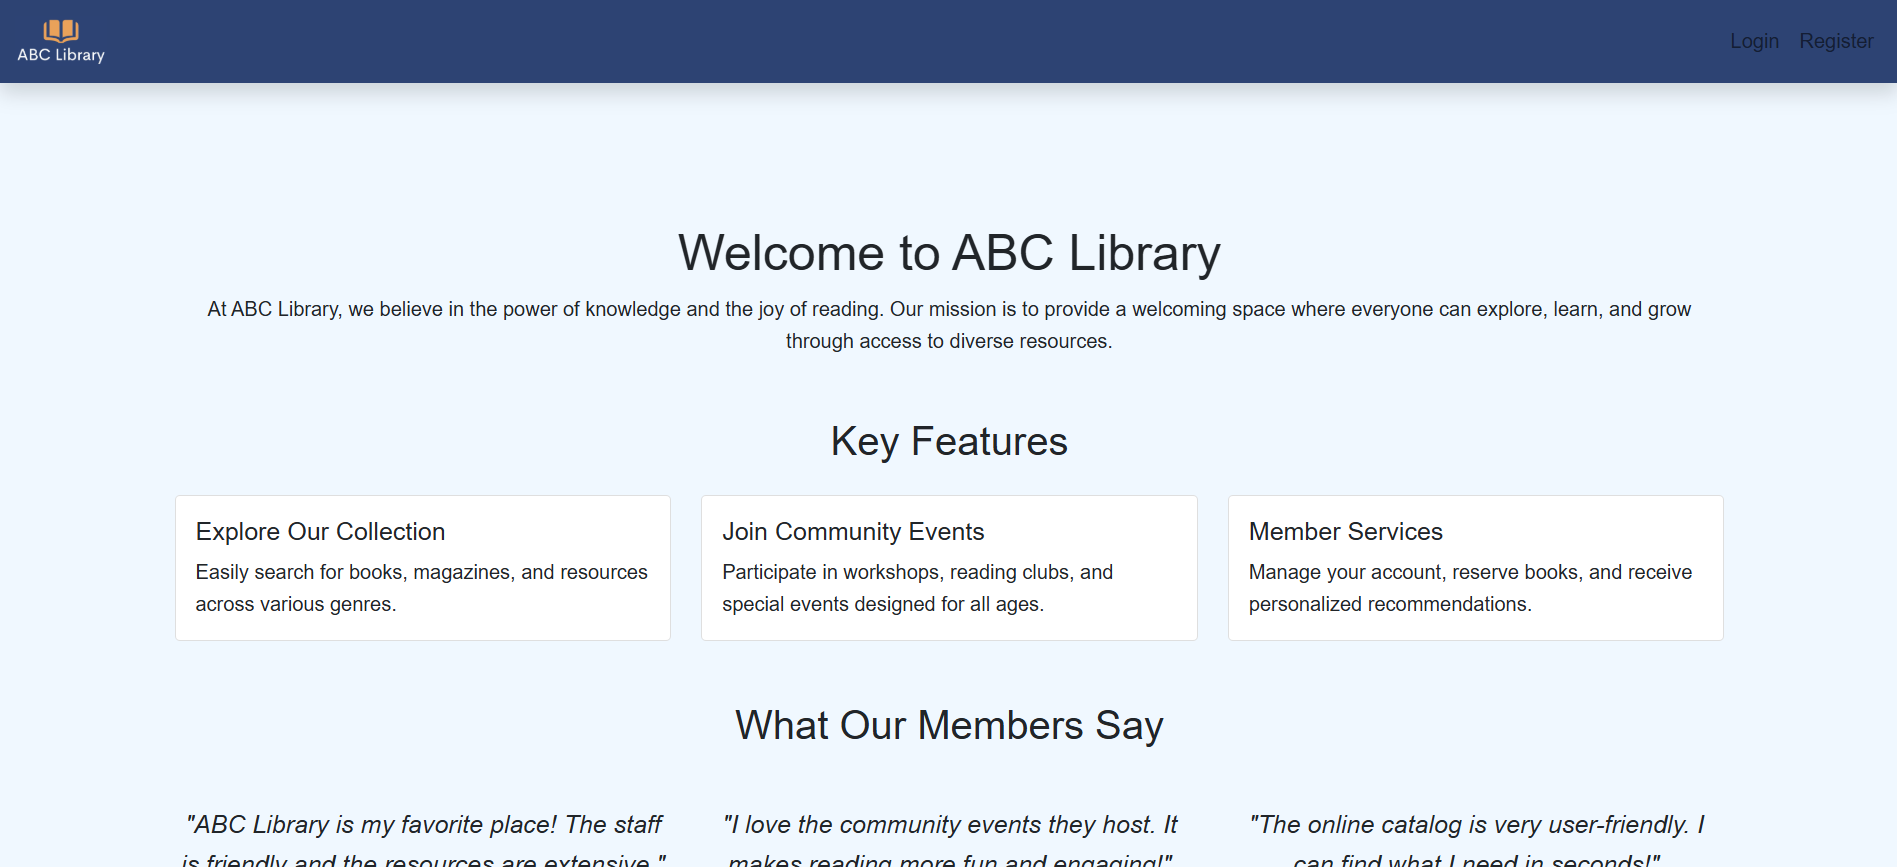 ABC Library
Login Register
Welcome to ABC Library
At ABC Library, we believe in the power of knowledge and the joy of reading. Our mission is to provide a welcoming space where everyone can explore, learn, and grow
through access to diverse resources.
Key Features
Explore Our Collection
Easily search for books, magazines, and resources
across various genres.
Join Community Events
Participate in workshops, reading clubs, and
special events designed for all ages.
Member Services
Manage your account, reserve books, and receive
personalized recommendations.
What Our Members Say
"ABC Library is my favorite place! The staff
is friendly and the resources are extensive."
"I love the community events they host. It
makes reading more fun and engaging!"
"The online catalog is very user-friendly. I
can find what I need in seconds!"